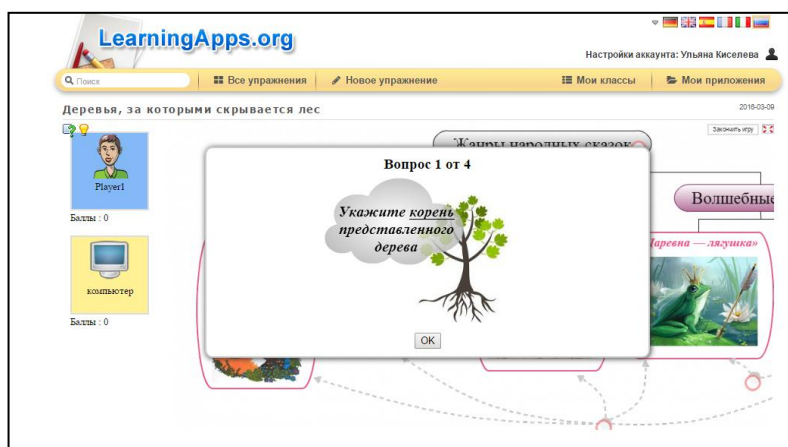 LearningApps.org
Настройки аккаунта: Ульяна Киселева
Поиск
Все упражнения
Новое упражнение
Мои классы
Мои приложения
Деревья, за которыми скрывается лес
2016-03-09
Закончить игру
Жанры народных сказок
Player1
Баллы : 0
компьютер
Баллы : 0
Вопрос 1 от 4
Укажите корень
представленного
дерева
OK
Волшебные
Царевна — лягушка»